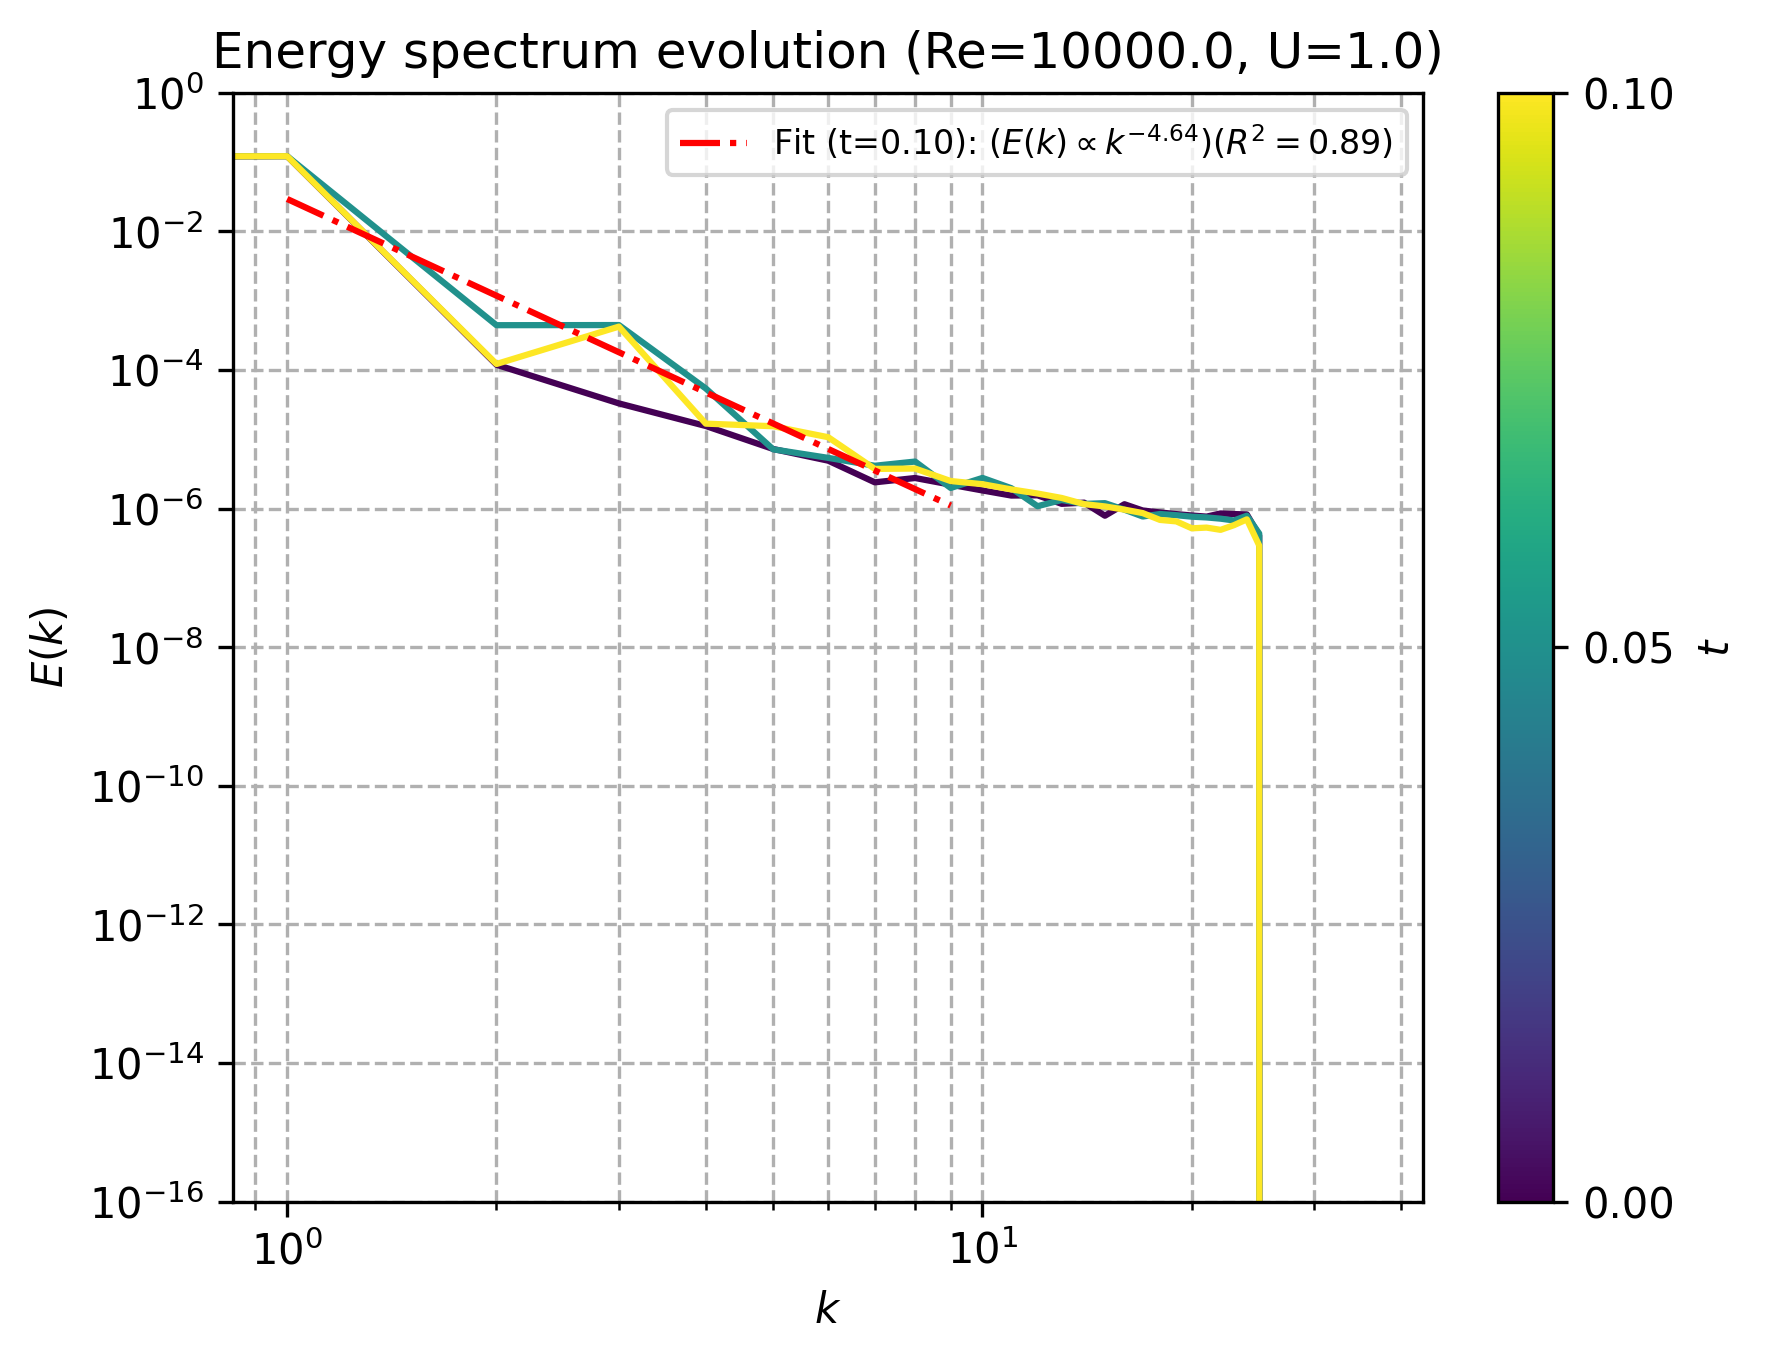 Energy spectrum evolution (Re=10000.0, U=1.0)
Fit (t=0.10): (E(k) ∝ k^{-4.64})(R^2 = 0.89)
10^0
10^{-2}
10^{-4}
10^{-6}
10^{-8}
10^{-10}
10^{-12}
10^{-14}
10^{-16}
E(k)
10^0
10^1
k
0.10
0.05
0.00
t